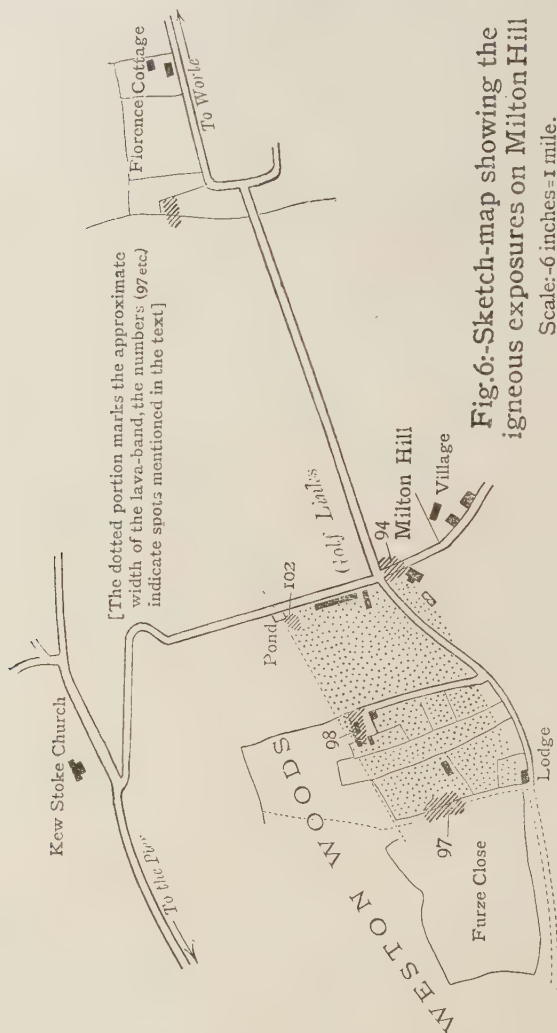 Kew Stoke Church
To the Pier
[The dotted portion marks the approximate
width of the lava-band, the numbers (97 etc.)
indicate spots mentioned in the text]
Florence Cottage
To Worle
Pond
102
Golf Links
WESTON WOODS
98
97
94
Milton Hill
Village
Furze Close
Lodge
Fig.6:-Sketch-map showing the
igneous exposures on Milton Hill
Scale:-6 inches=1 mile.